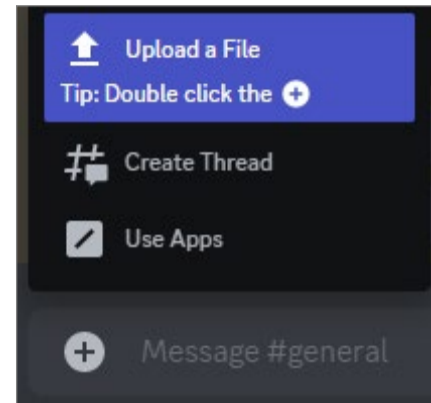 Upload a File
Tip: Double click the
Create Thread
Use Apps
Message #general